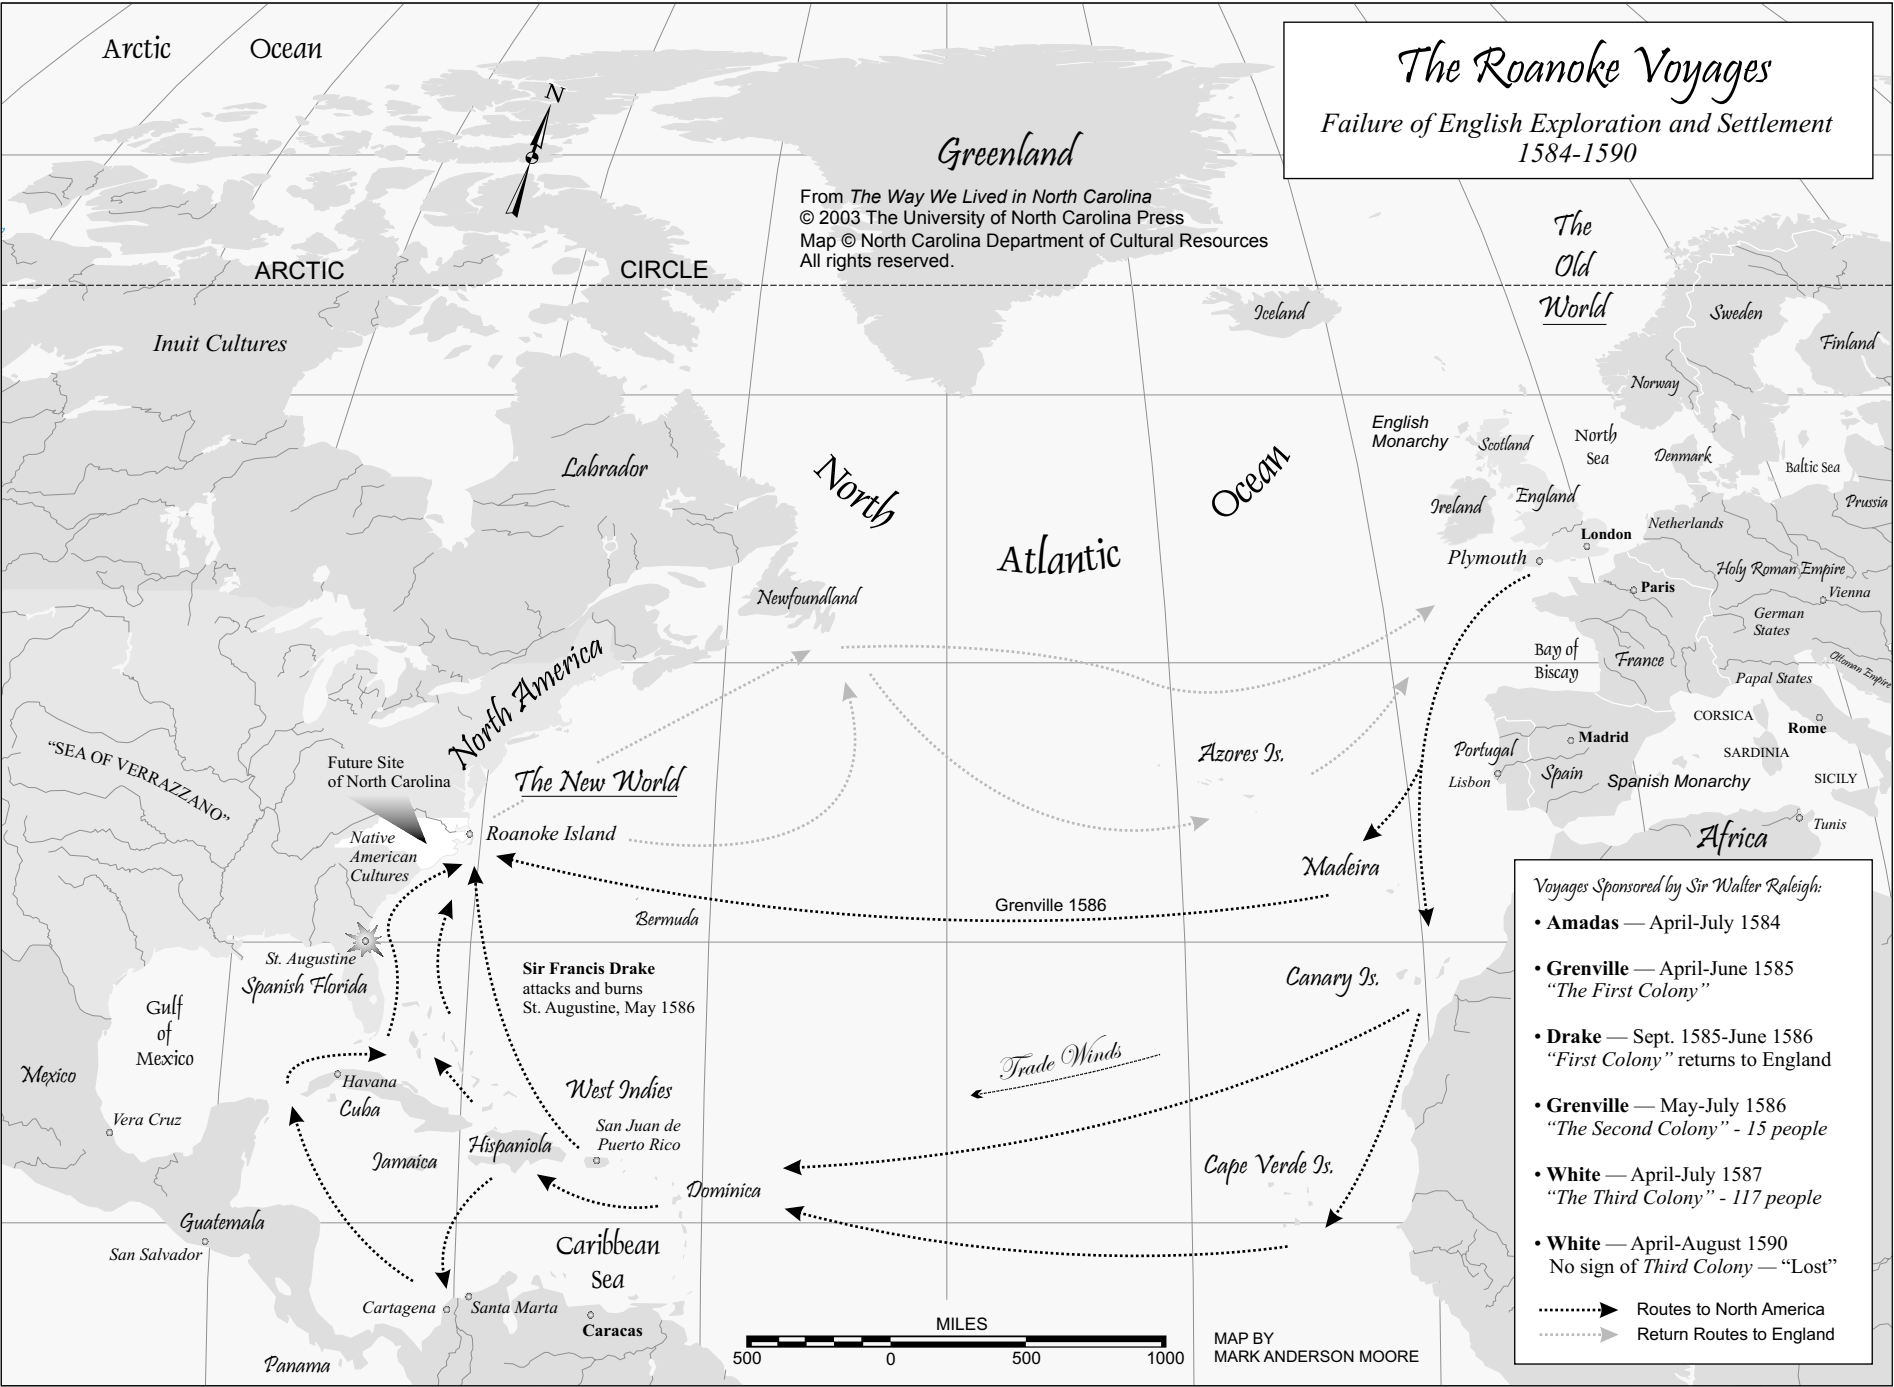 Arctic Ocean
The Roanoke Voyages
Failure of English Exploration and Settlement
1584-1590
N
Greenland
From The Way We Lived in North Carolina
© 2003 The University of North Carolina Press
Map © North Carolina Department of Cultural Resources
All rights reserved.
The
Old
World
ARCTIC CIRCLE
Iceland
Sweden
Inuit Cultures
Finland
Norway
English
Monarchy
Scotland
North
Sea
Denmark
Baltic Sea
Labrador
North
Atlantic
Ocean
Ireland
England
Prussia
Netherlands
London
Plymouth
Holy Roman Empire
Paris
Vienna
Newfoundland
German
States
Bay of
Biscay
France
Ottoman Empire
Papal States
North America
CORSICA
Rome
"SEA OF VERRAZZANO"
Future Site
of North Carolina
The New World
Azores Is.
Portugal
Madrid
SARDINIA
Lisbon
Spain
Spanish Monarchy
SICILY
Native
American
Cultures
Roanoke Island
Tunis
Africa
Madeira
Grenville 1586
Bermuda
St. Augustine
Spanish Florida
Sir Francis Drake
attacks and burns
St. Augustine, May 1586
Canary Is.
Gulf
of
Mexico
Trade Winds
Mexico
Havana
Cuba
West Indies
Vera Cruz
San Juan de
Puerto Rico
Jamaica
Hispaniola
Dominica
Cape Verde Is.
Guatemala
San Salvador
Caribbean
Sea
Cartagena
Santa Marta
Caracas
Panama
MILES
500 0 500 1000
MAP BY
MARK ANDERSON MOORE
Voyages Sponsored by Sir Walter Raleigh:
• Amadas — April-July 1584
• Grenville — April-June 1585
"The First Colony"
• Drake — Sept. 1585-June 1586
"First Colony" returns to England
• Grenville — May-July 1586
"The Second Colony" - 15 people
• White — April-July 1587
"The Third Colony" - 117 people
• White — April-August 1590
No sign of Third Colony — "Lost"
Routes to North America
Return Routes to England